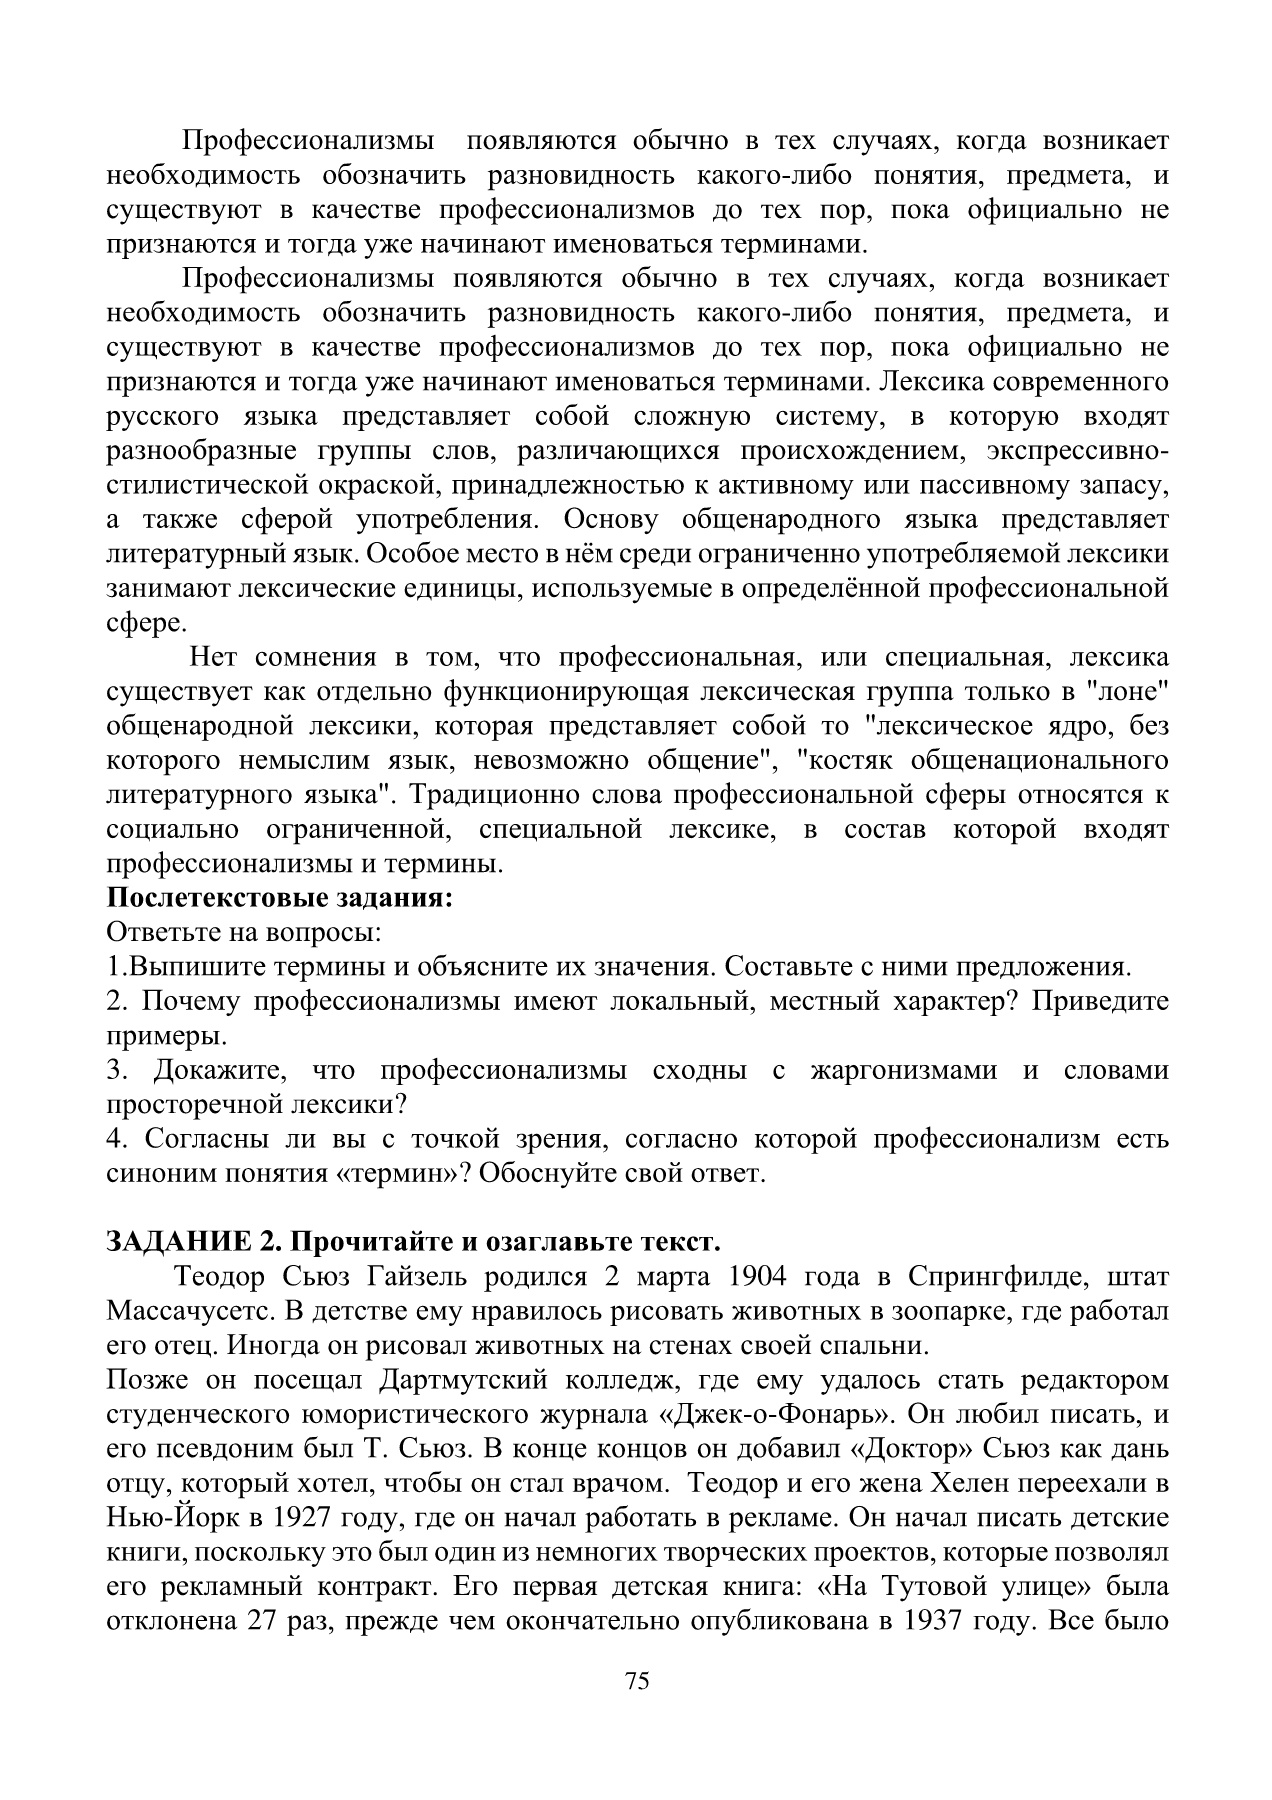 Профессионализмы появляются обычно в тех случаях, когда возникает
необходимость обозначить разновидность какого-либо понятия, предмета, и
существуют в качестве профессионализмов до тех пор, пока официально не
признаются и тогда уже начинают именоваться терминами.
Профессионализмы появляются обычно в тех случаях, когда возникает
необходимость обозначить разновидность какого-либо понятия, предмета, и
существуют в качестве профессионализмов до тех пор, пока официально не
признаются и тогда уже начинают именоваться терминами. Лексика современного
русского языка представляет собой сложную систему, в которую входят
разнообразные группы слов, различающихся происхождением, экспрессивно-
стилистической окраской, принадлежностью к активному или пассивному запасу,
а также сферой употребления. Основу общенародного языка представляет
литературный язык. Особое место в нём среди ограниченно употребляемой лексики
занимают лексические единицы, используемые в определённой профессиональной
сфере.
Нет сомнения в том, что профессиональная, или специальная, лексика
существует как отдельно функционирующая лексическая группа только в "лоне"
общенародной лексики, которая представляет собой то "лексическое ядро, без
которого немыслим язык, невозможно общение", "костяк общенационального
литературного языка". Традиционно слова профессиональной сферы относятся к
социально ограниченной, специальной лексике, в состав которой входят
профессионализмы и термины.
Послетекстовые задания:
Ответьте на вопросы:
1.Выпишите термины и объясните их значения. Составьте с ними предложения.
2. Почему профессионализмы имеют локальный, местный характер? Приведите
примеры.
3. Докажите, что профессионализмы сходны с жаргонизмами и словами
просторечной лексики?
4. Согласны ли вы с точкой зрения, согласно которой профессионализм есть
синоним понятия «термин»? Обоснуйте свой ответ.
ЗАДАНИЕ 2. Прочитайте и озаглавьте текст.
Теодор Сьюз Гайзель родился 2 марта 1904 года в Спрингфилде, штат
Массачусетс. В детстве ему нравилось рисовать животных в зоопарке, где работал
его отец. Иногда он рисовал животных на стенах своей спальни.
Позже он посещал Дартмутский колледж, где ему удалось стать редактором
студенческого юмористического журнала «Джек-о-Фонарь». Он любил писать, и
его псевдоним был Т. Сьюз. В конце концов он добавил «Доктор» Сьюз как дань
отцу, который хотел, чтобы он стал врачом. Теодор и его жена Хелен переехали в
Нью-Йорк в 1927 году, где он начал работать в рекламе. Он начал писать детские
книги, поскольку это был один из немногих творческих проектов, которые позволял
его рекламный контракт. Его первая детская книга: «На Тутовой улице» была
отклонена 27 раз, прежде чем окончательно опубликована в 1937 году. Все было
75